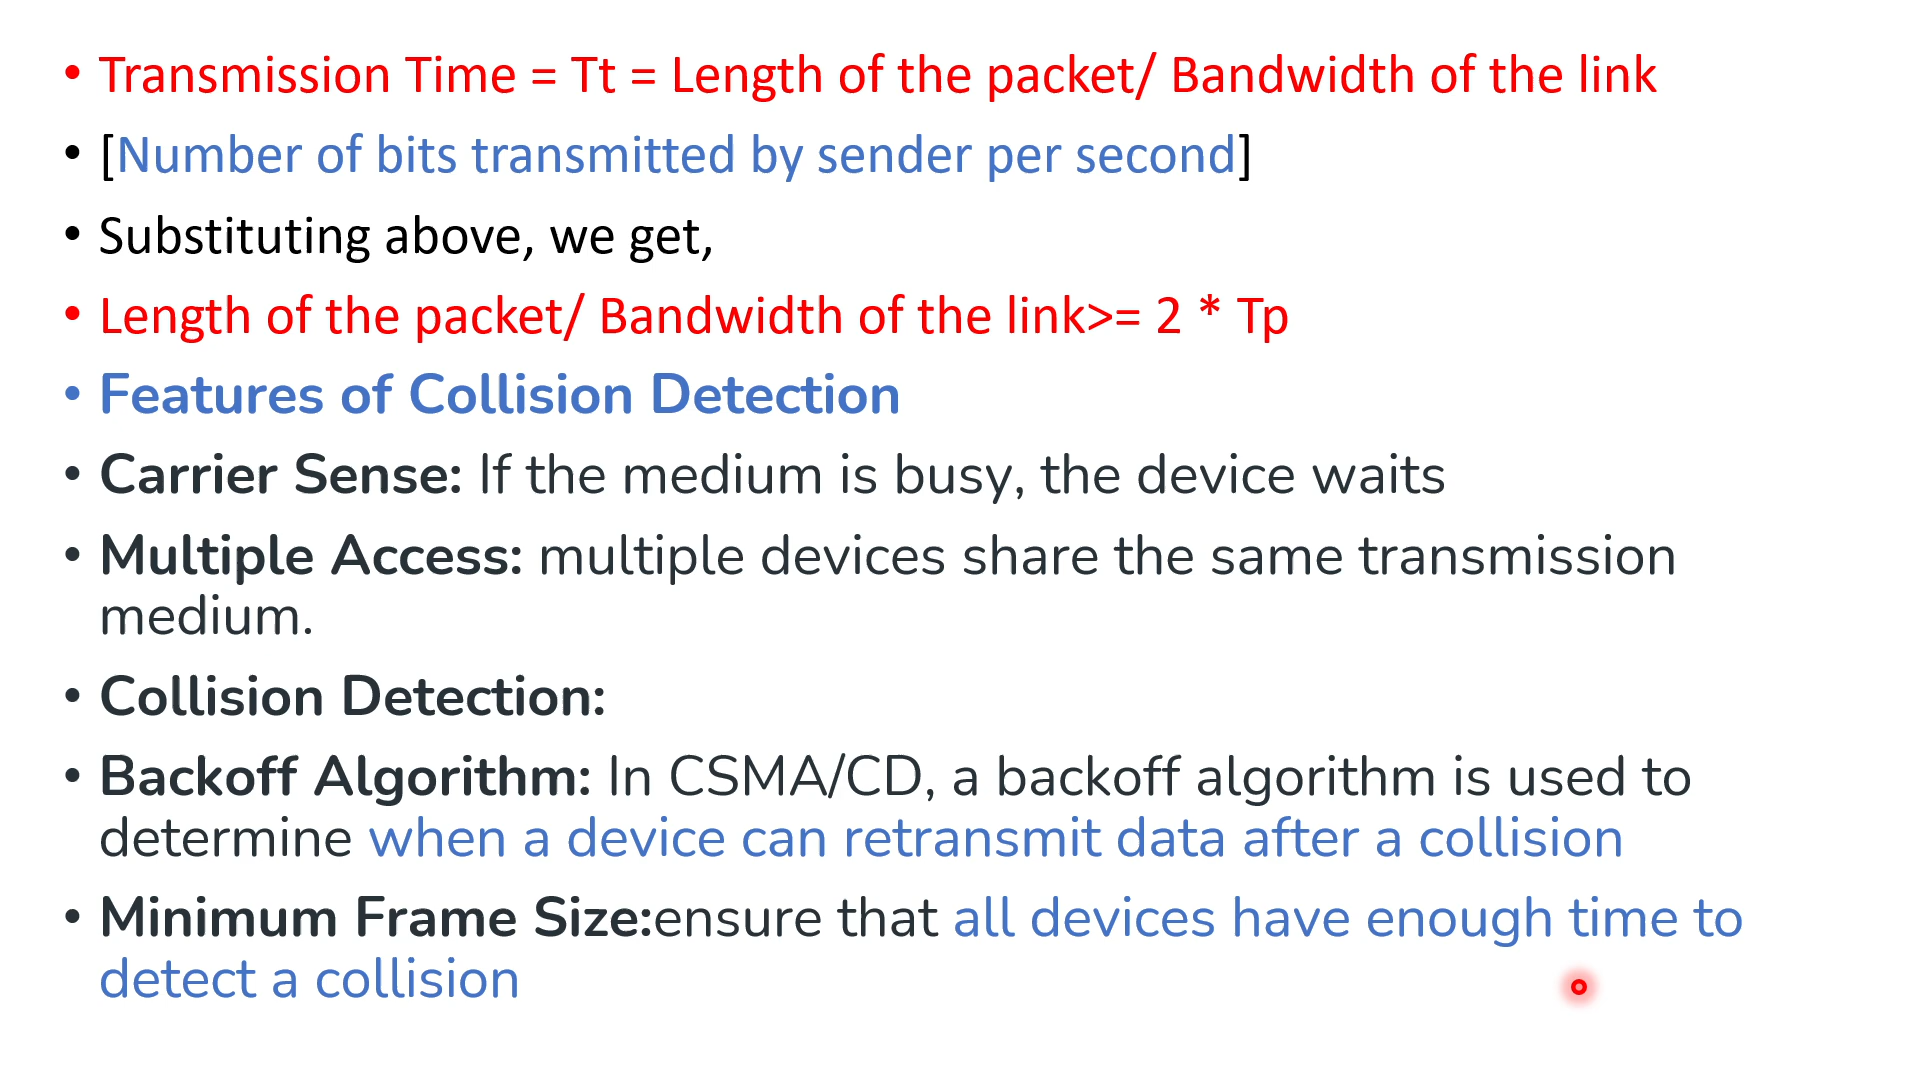 • Transmission Time = Tt = Length of the packet/ Bandwidth of the link
• [Number of bits transmitted by sender per second]
• Substituting above, we get,
• Length of the packet/ Bandwidth of the link>= 2 * Tp
• Features of Collision Detection
• Carrier Sense: If the medium is busy, the device waits
• Multiple Access: multiple devices share the same transmission
medium.
• Collision Detection:
• Backoff Algorithm: In CSMA/CD, a backoff algorithm is used to
determine when a device can retransmit data after a collision
• Minimum Frame Size:ensure that all devices have enough time to
detect a collision